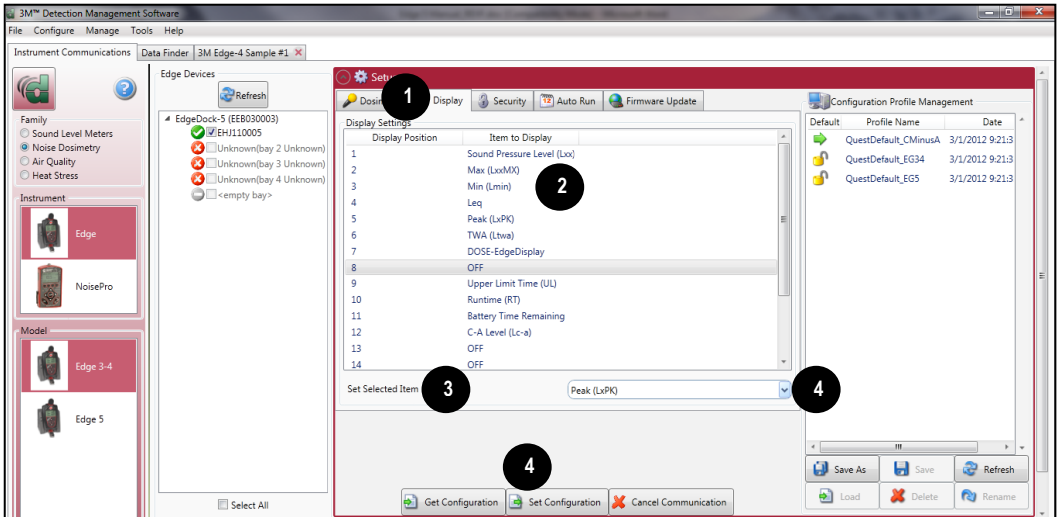 3M™ Detection Management Software
File Configure Manage Tools Help
Instrument Communications Data Finder 3M Edge-4 Sample #1
Family
Sound Level Meters
Noise Dosimetry
Air Quality
Heat Stress
Instrument
Edge
NoisePro
Model
Edge 3-4
Edge 5
Edge Devices
Refresh
EdgeDock-5 (EEB030003)
EHJ110005
Unknown(bay 2 Unknown)
Unknown(bay 3 Unknown)
Unknown(bay 4 Unknown)
<empty bay>
Select All
Setu
1
Dosi Display Security Auto Run Firmware Update
Display Settings
Display Position Item to Display
1 Sound Pressure Level (Lxx)
2 Max (LxxMX)
3 Min (Lmin)
2
4 Leq
5 Peak (LxPK)
6 TWA (Ltwa)
7 DOSE-EdgeDisplay
8 OFF
9 Upper Limit Time (UL)
10 Runtime (RT)
11 Battery Time Remaining
12 C-A Level (Lc-a)
13 OFF
14 OFF
Set Selected Item 3 Peak (LxPK) 4
4
Get Configuration Set Configuration Cancel Communication
Configuration Profile Management
Default Profile Name Date
QuestDefault_CMinusA 3/1/2012 9:21:3
QuestDefault_EG34 3/1/2012 9:21:3
QuestDefault_EG5 3/1/2012 9:21:3
Save As Save Refresh
Load Delete Rename